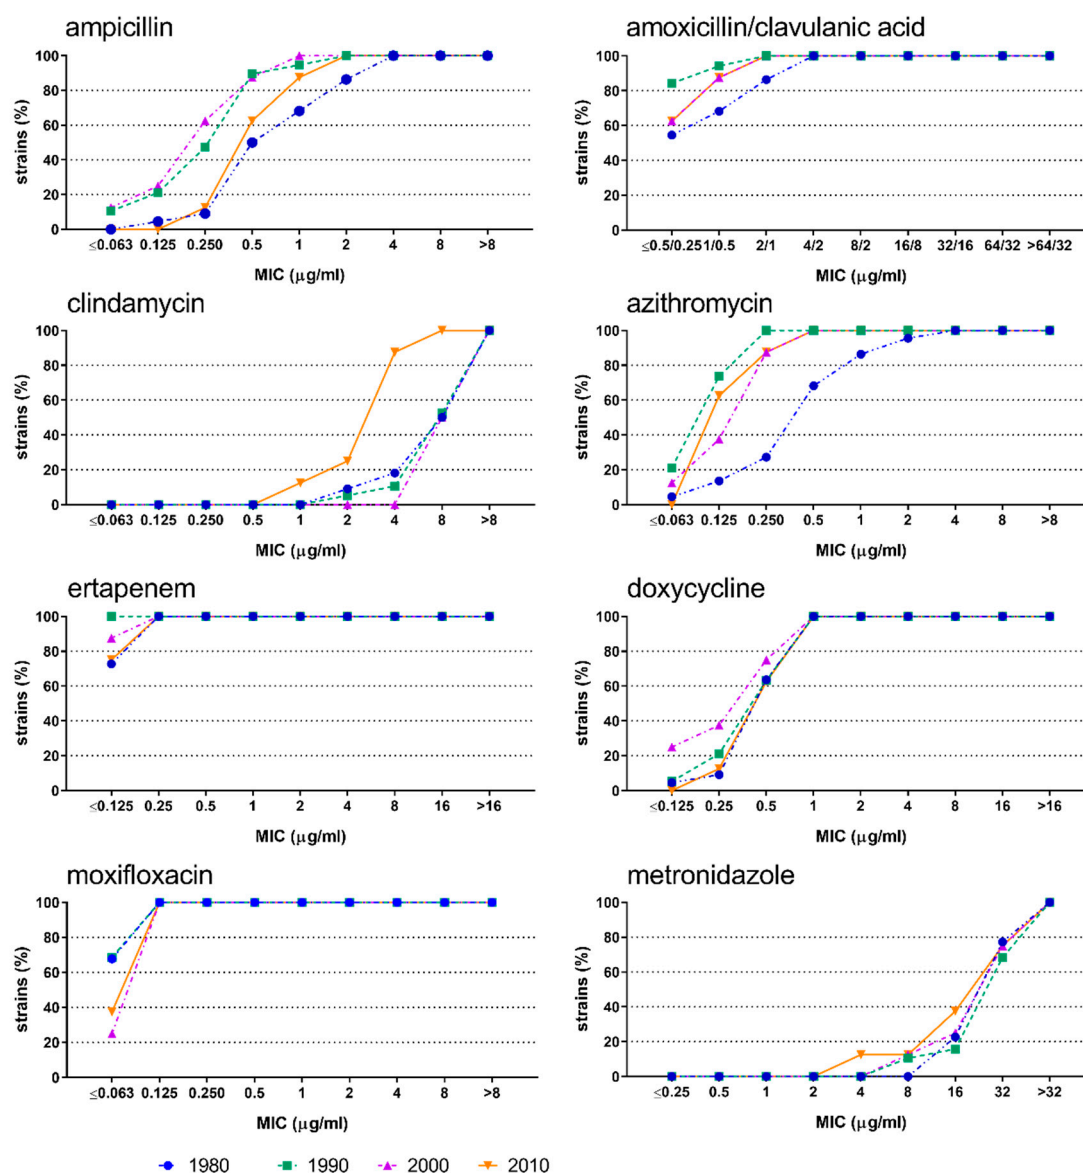 ampicillin
100
80
60
40
20
0
strains (%)
≤0.063 0.125 0.250 0.5 1 2 4 8 >8
MIC (μg/ml)
amoxicillin/clavulanic acid
100
80
60
40
20
0
strains (%)
≤0.5/0.25 1/0.5 2/1 4/2 8/2 16/8 32/16 64/32 >64/32
MIC (μg/ml)
clindamycin
100
80
60
40
20
0
strains (%)
≤0.063 0.125 0.250 0.5 1 2 4 8 >8
MIC (μg/ml)
azithromycin
100
80
60
40
20
0
strains (%)
≤0.063 0.125 0.250 0.5 1 2 4 8 >8
MIC (μg/ml)
ertapenem
100
80
60
40
20
0
strains (%)
≤0.125 0.25 0.5 1 2 4 8 16 >16
MIC (μg/ml)
doxycycline
100
80
60
40
20
0
strains (%)
≤0.125 0.25 0.5 1 2 4 8 16 >16
MIC (μg/ml)
moxifloxacin
100
80
60
40
20
0
strains (%)
≤0.063 0.125 0.250 0.5 1 2 4 8 >8
MIC (μg/ml)
metronidazole
100
80
60
40
20
0
strains (%)
≤0.25 0.5 1 2 4 8 16 32 >32
MIC (μg/ml)
1980 1990 2000 2010